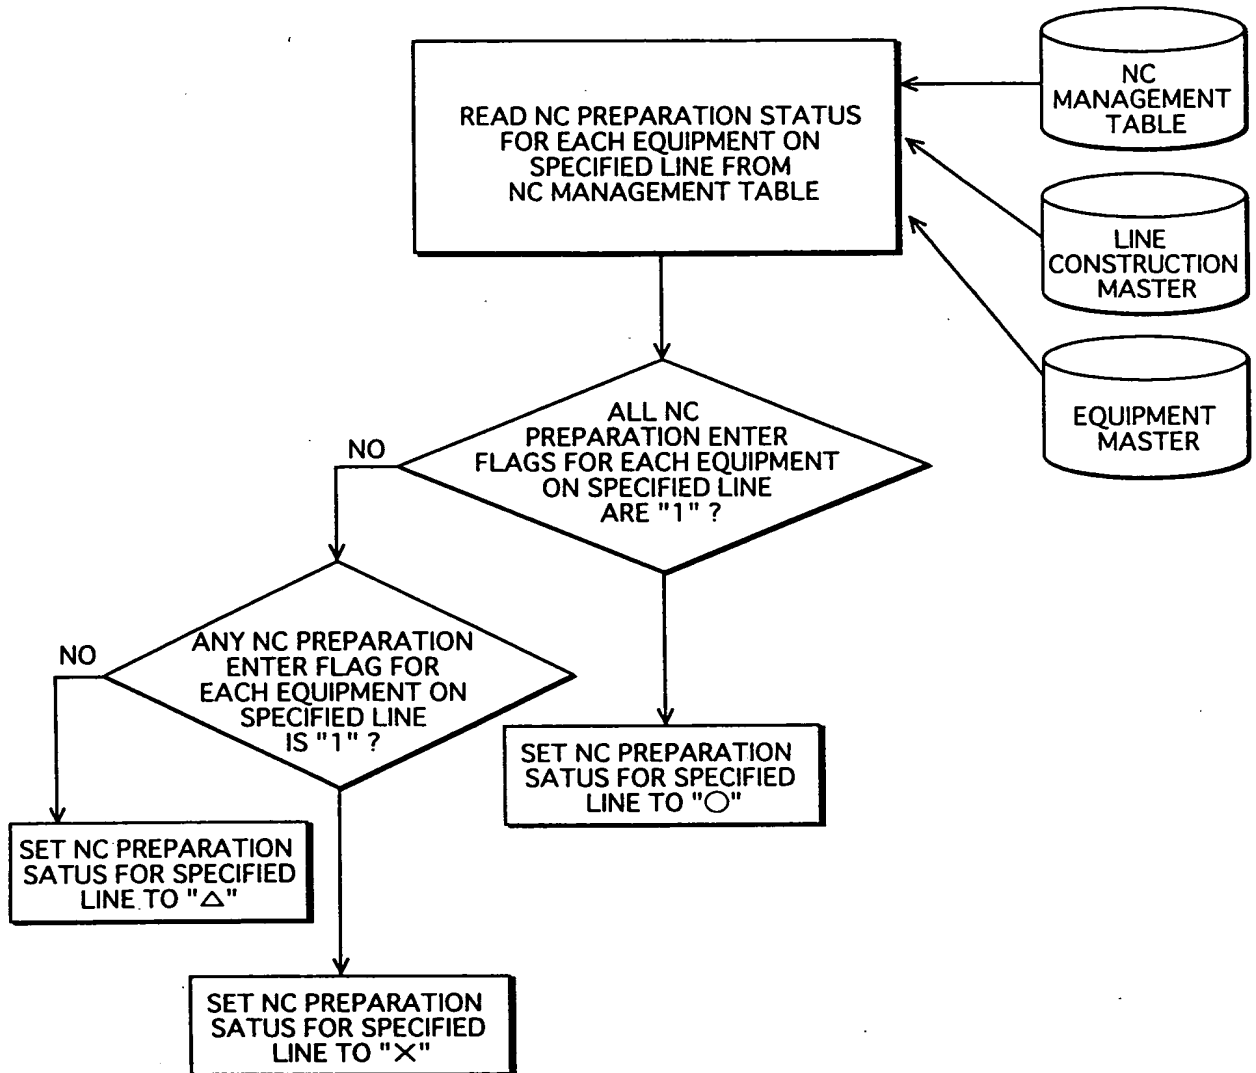 READ NC PREPARATION STATUS
FOR EACH EQUIPMENT ON
SPECIFIED LINE FROM
NC MANAGEMENT TABLE
NC
MANAGEMENT
TABLE
LINE
CONSTRUCTION
MASTER
EQUIPMENT
MASTER
ALL NC
PREPARATION ENTER
FLAGS FOR EACH EQUIPMENT
ON SPECIFIED LINE
ARE "1" ?
NO
ANY NC PREPARATION
ENTER FLAG FOR
EACH EQUIPMENT ON
SPECIFIED LINE
IS "1" ?
NO
SET NC PREPARATION
SATUS FOR SPECIFIED
LINE TO "○"
SET NC PREPARATION
SATUS FOR SPECIFIED
LINE TO "△"
SET NC PREPARATION
SATUS FOR SPECIFIED
LINE TO "×"